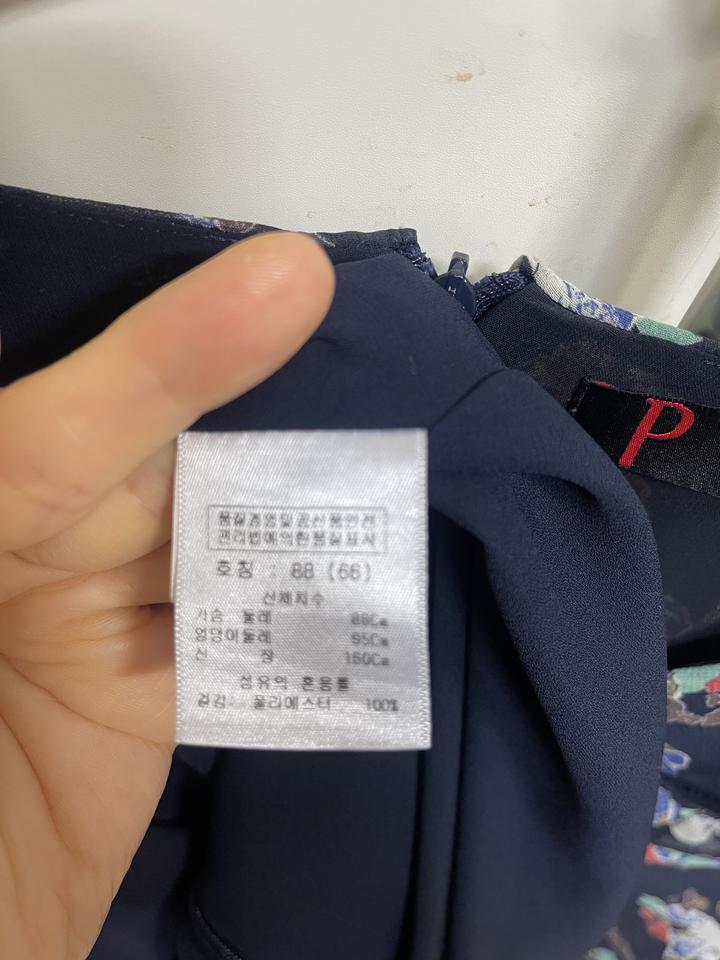 H
P
품질경영및공산품안전
관리법에의한품질표시
호칭 : 88 (66)
신체치수
가슴 둘레 88Cm
엉덩이둘레 95Cm
신 장 160Cm
섬유의 혼용률
겉감: 폴리에스터 100%